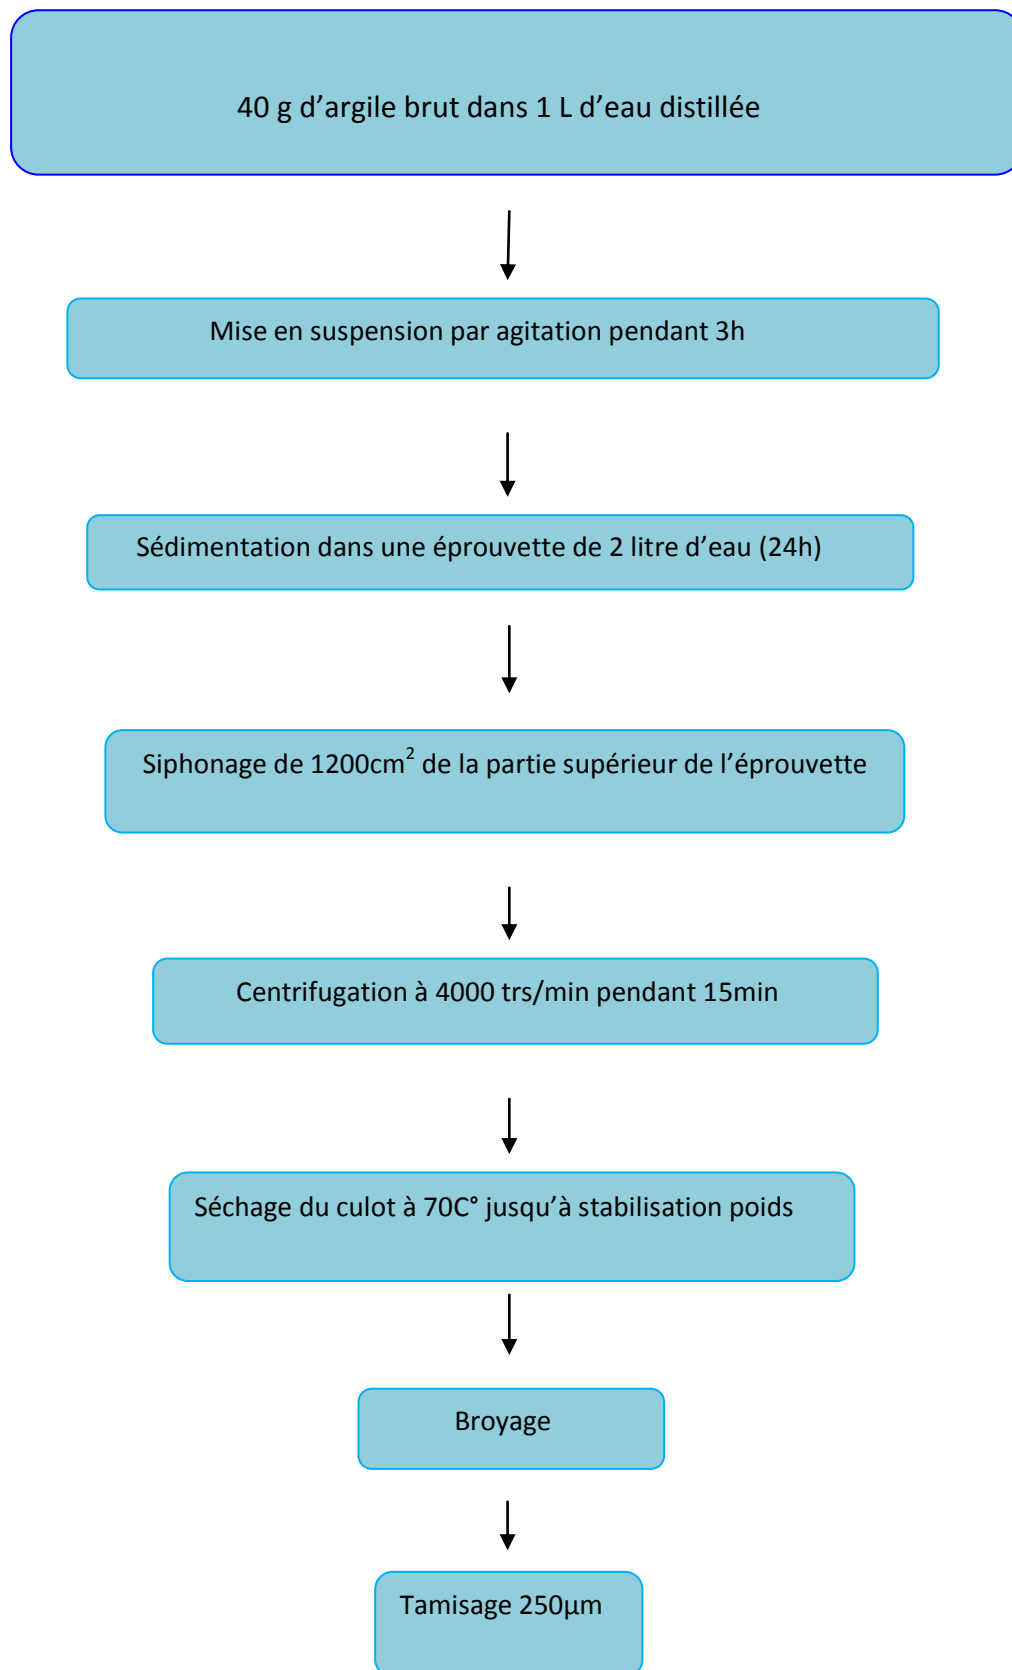 40 g d’argile brut dans 1 L d’eau distillée
Mise en suspension par agitation pendant 3h
Sédimentation dans une éprouvette de 2 litre d’eau (24h)
Siphonage de 1200cm² de la partie supérieur de l’éprouvette
Centrifugation à 4000 trs/min pendant 15min
Séchage du culot à 70C° jusqu’à stabilisation poids
Broyage
Tamisage 250µm